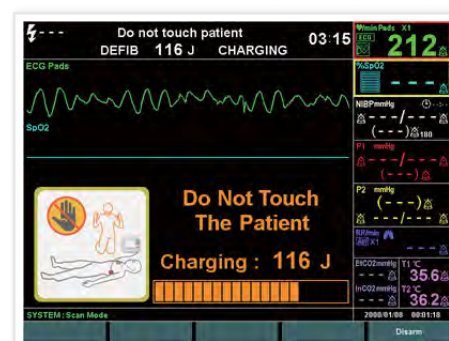 --- Do not touch patient 03:15
DEFIB 116 J CHARGING
ECG Pads
SpO2
Do Not Touch
The Patient
Charging : 116 J
SYSTEM : Scan Mode
♥/min Pads X1
ECG
212
%SpO2
---
NIBP mmHg --:--
---/---
(---) 180
P1 mmHg
---/---
(---)
P2 mmHg
(---)
---/---
RR/min
X1
---
EtCO2 mmHg T1 °C
--- 35.6
InCO2 mmHg T2 °C
--- 36.2
2000/01/08 00:01:18
Disarm